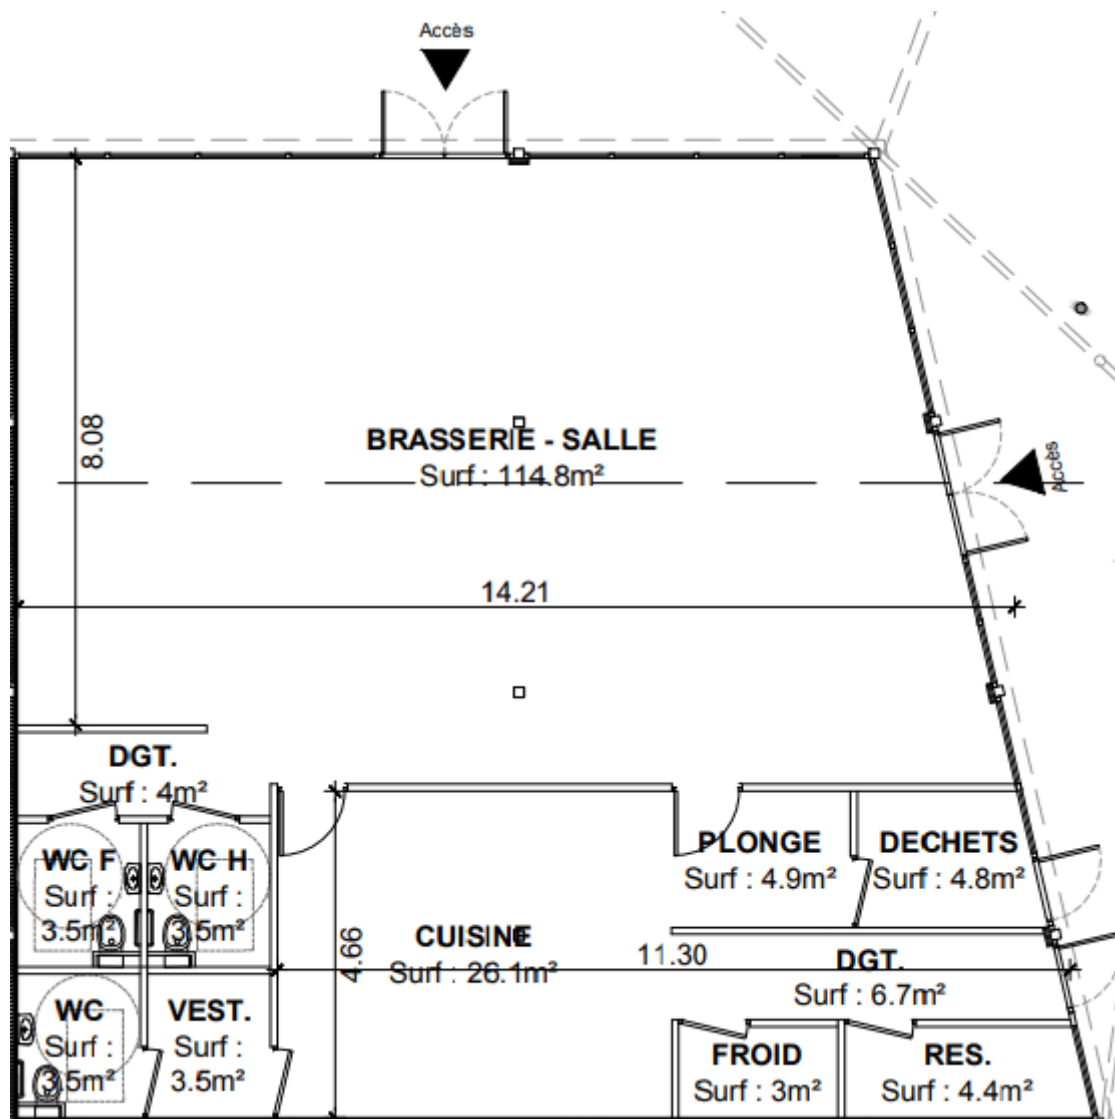 Accès
8.08
BRASSERIE - SALLE
Surf : 114.8m²
Accès
14.21
DGT.
Surf : 4m²
WC F
Surf :
3.5m²
WC H
Surf :
3.5m²
PLONGE
Surf : 4.9m²
DECHETS
Surf : 4.8m²
4.66
CUISINE
Surf : 26.1m²
11.30
DGT.
Surf : 6.7m²
WC
Surf :
3.5m²
VEST.
Surf :
3.5m²
FROID
Surf : 3m²
RES.
Surf : 4.4m²